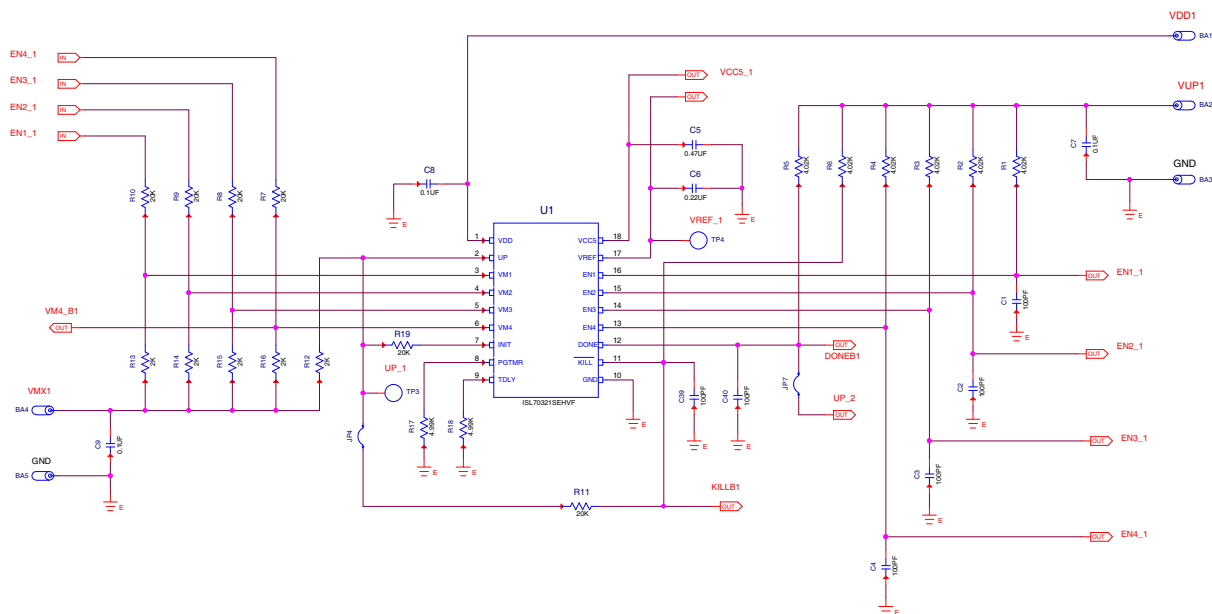 VDD1
BA1
EN4_1
IN
EN3_1
IN
EN2_1
IN
EN1_1
IN
OUT
VCC5_1
OUT
VUP1
BA2
C5
0.47UF
C6
0.22UF
C7
0.1UF
GND
BA3
E
R5
4.02K
R6
4.02K
R4
4.02K
R3
4.02K
R2
4.02K
R1
4.02K
C8
0.1UF
E
E
R10
20K
R9
20K
R8
20K
R7
20K
VREF_1
TP4
U1
1
VDD
2
UP
3
VM1
4
VM2
5
VM3
6
VM4
7
INIT
8
PGTMR
9
TDLY
VCC5
18
VREF
17
EN1
16
EN2
15
EN3
14
EN4
13
DONE
12
KILL
11
GND
10
ISL70321SEHVF
OUT
EN1_1
C1
100PF
E
VM4_B1
OUT
R19
20K
R13
2K
R14
2K
R15
2K
R16
2K
R12
2K
UP_1
TP3
OUT
DONEB1
JP7
UP_2
OUT
OUT
EN2_1
C2
100PF
E
VMX1
BA4
C9
0.1UF
GND
BA5
E
JP4
R17
4.99K
E
R18
4.99K
E
E
C39
100PF
E
C40
100PF
E
OUT
EN3_1
C3
100PF
E
R11
20K
KILLB1
OUT
OUT
EN4_1
C4
100PF
E